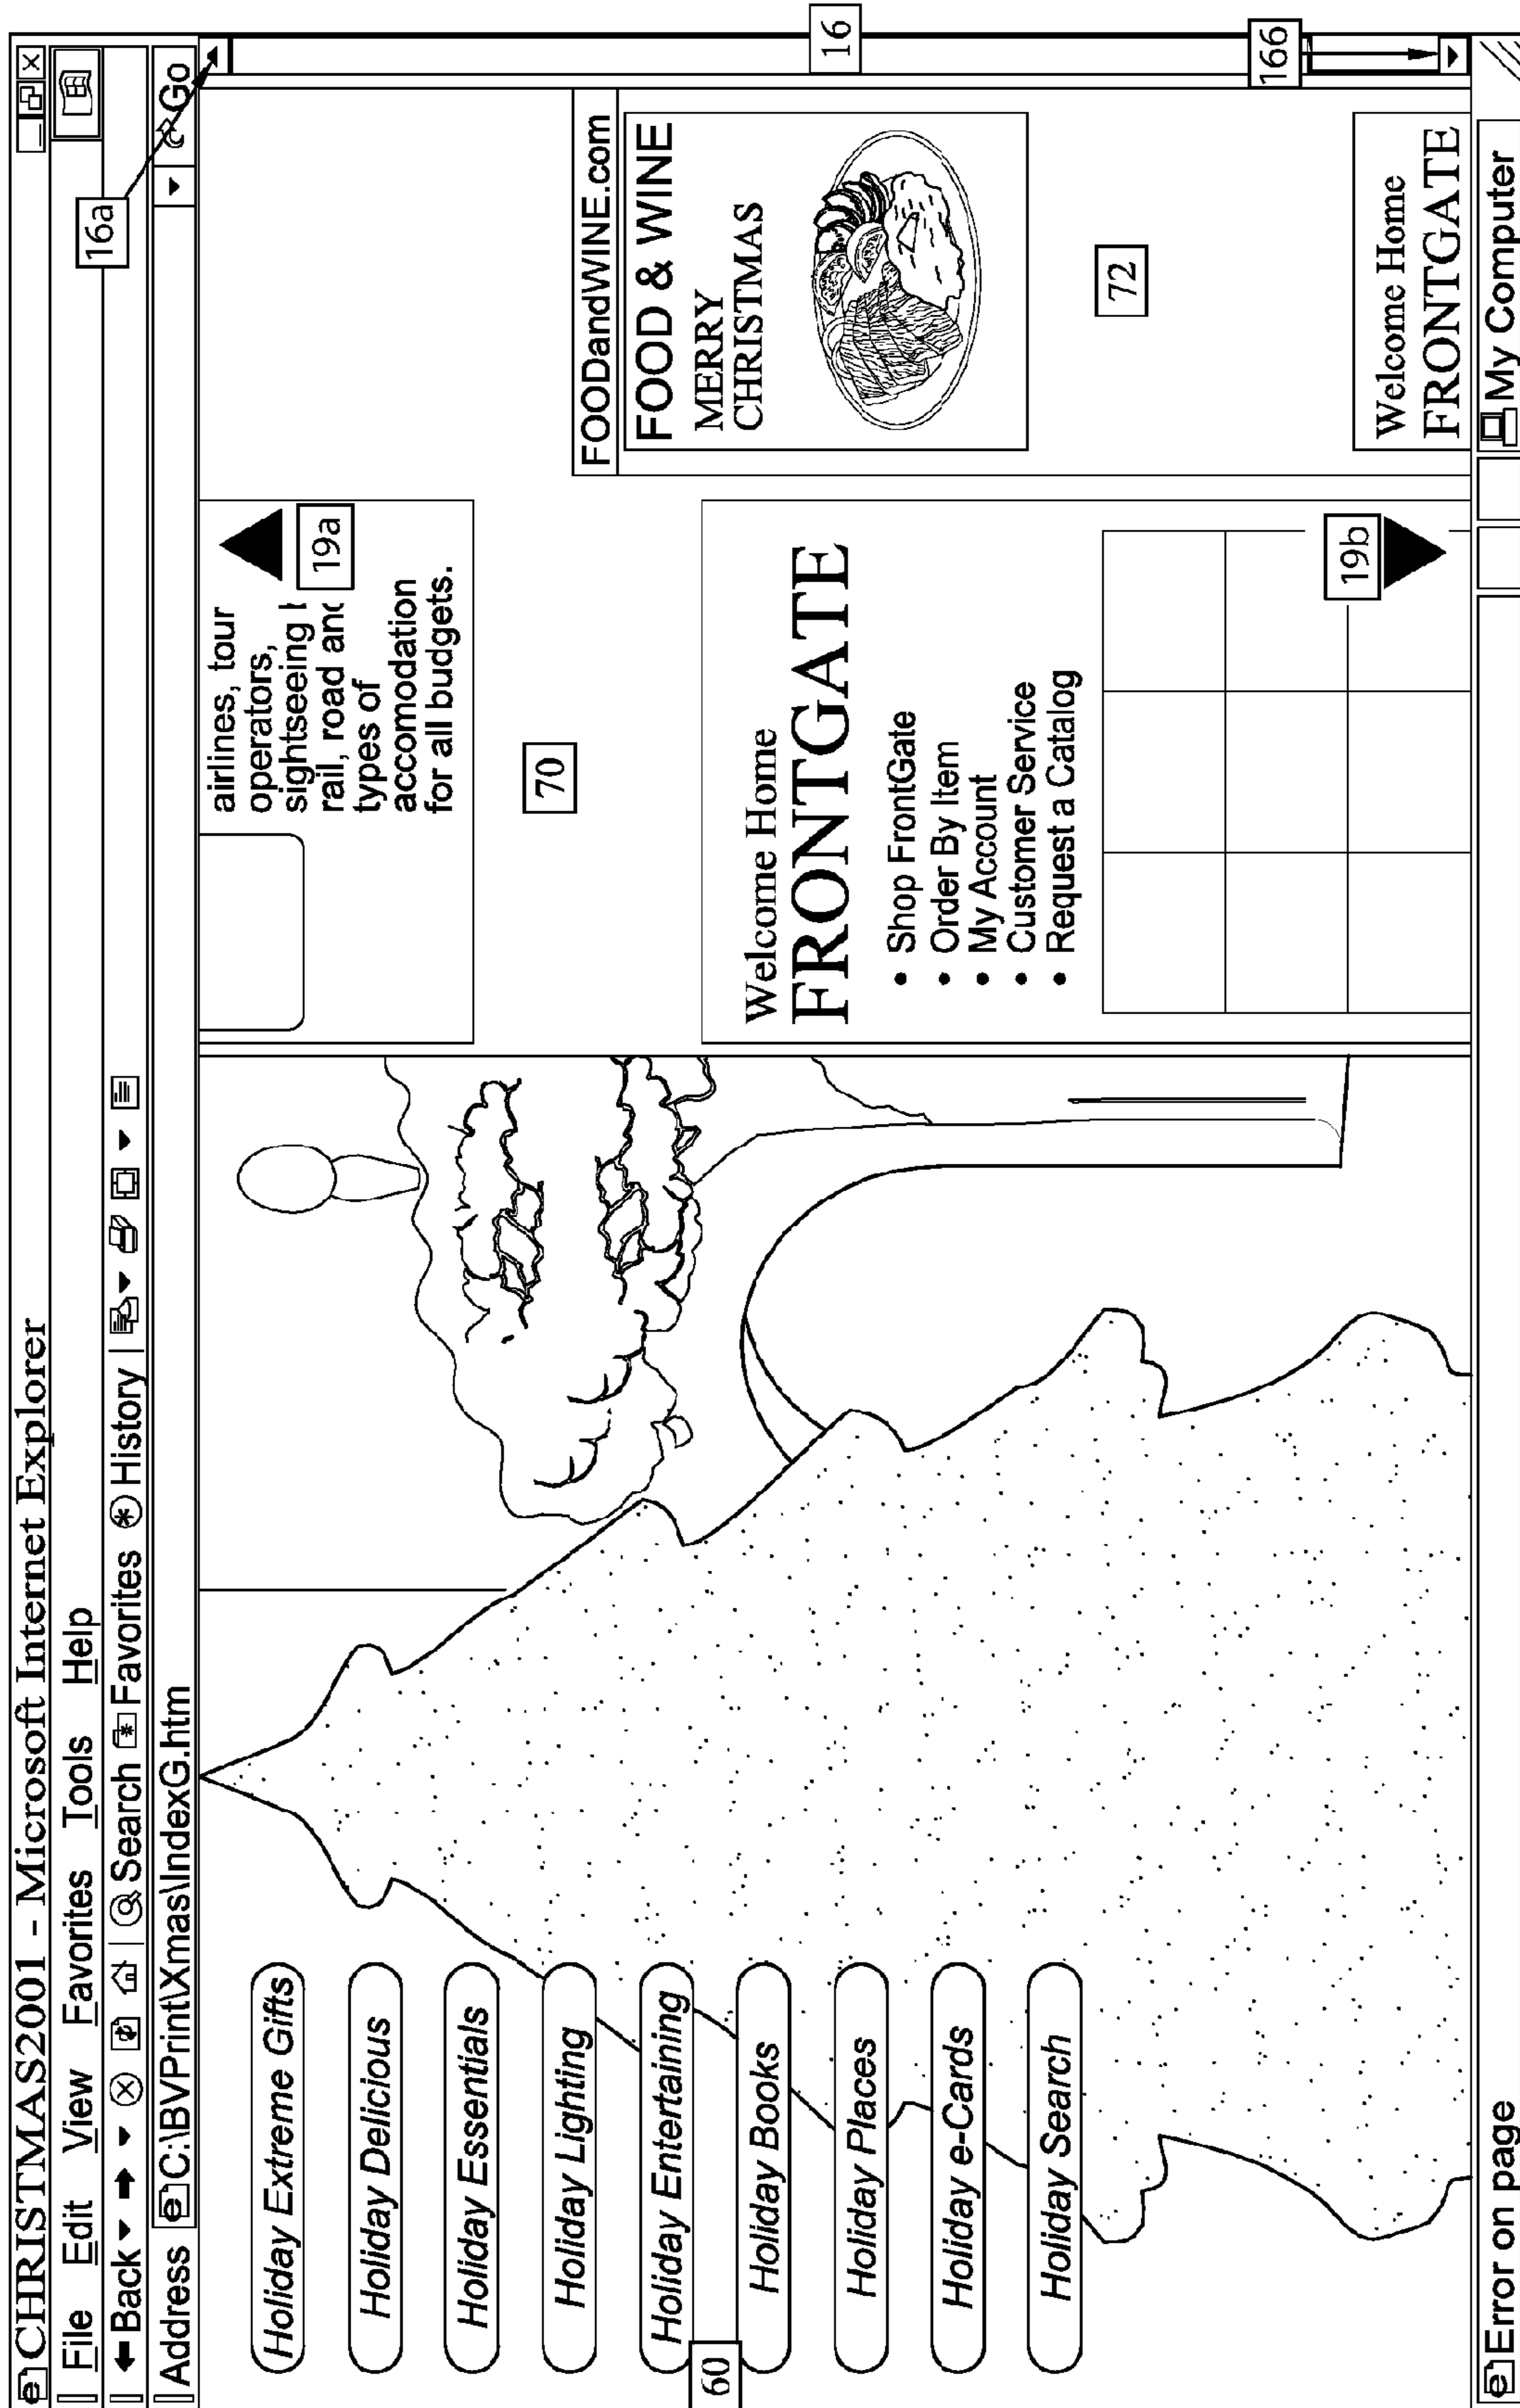 CHRISTMAS2001 - Microsoft Internet Explorer
File Edit View Favorites Tools Help
Back Search Favorites History
Address C:\BVPrint\Xmas\IndexG.htm Go
16a
16
166
Holiday Extreme Gifts
Holiday Delicious
Holiday Essentials
Holiday Lighting
Holiday Entertaining
Holiday Books
Holiday Places
Holiday e-Cards
Holiday Search
60
airlines, tour
operators,
sightseeing
rail, road and
types of
accomodation
for all budgets.
19a
70
Welcome Home
FRONTGATE
• Shop FrontGate
• Order By Item
• My Account
• Customer Service
• Request a Catalog
19b
FOODandWINE.com
FOOD & WINE
MERRY
CHRISTMAS
72
Welcome Home
FRONTGATE
Error on page
My Computer